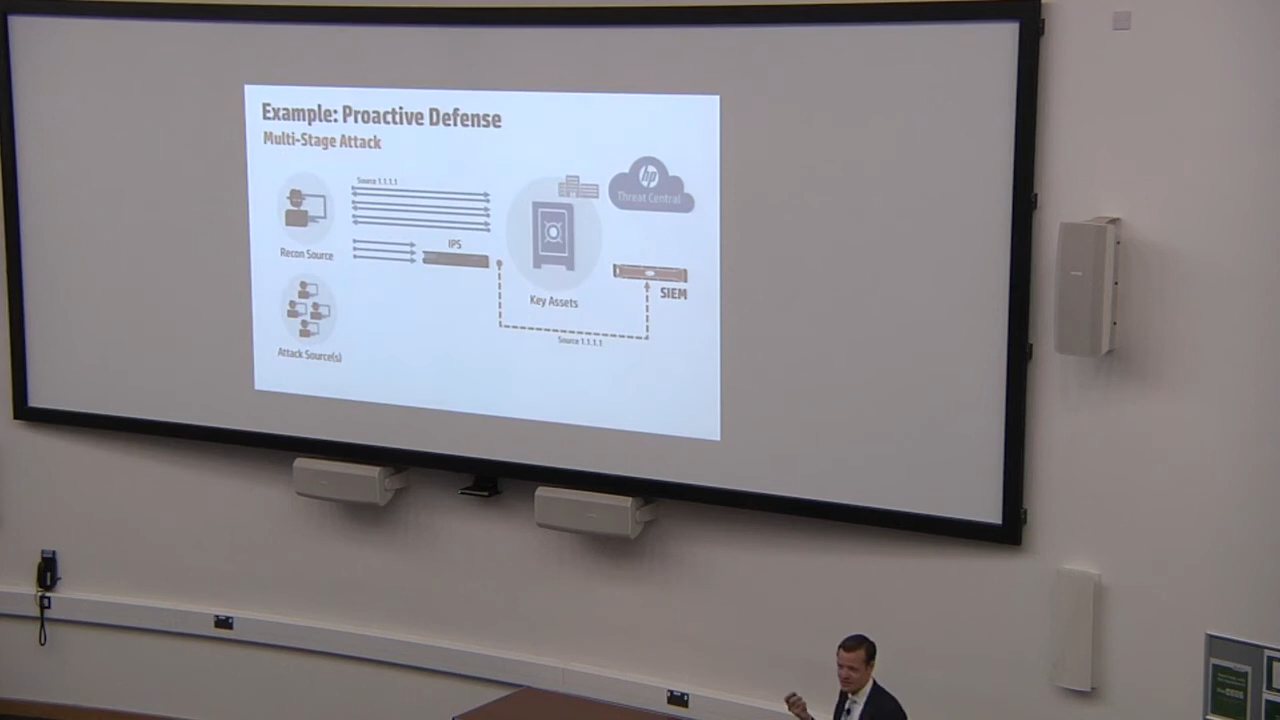 Example: Proactive Defense
Multi-Stage Attack
Source 1.1.1.1
hp
Threat Central
IPS
Recon Source
SIEM
Key Assets
Source 1.1.1.1
Attack Source(s)